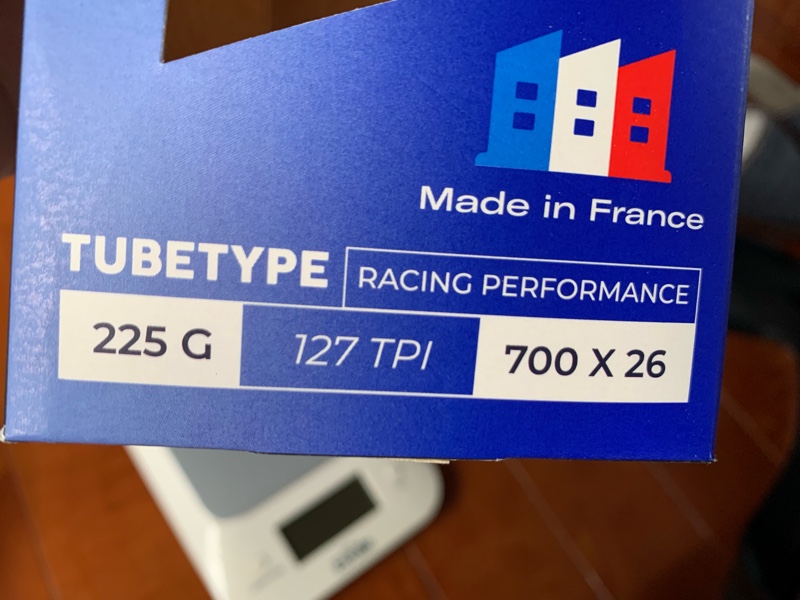 Made in France
TUBETYPE
RACING PERFORMANCE
225 G
127 TPI
700 X 26